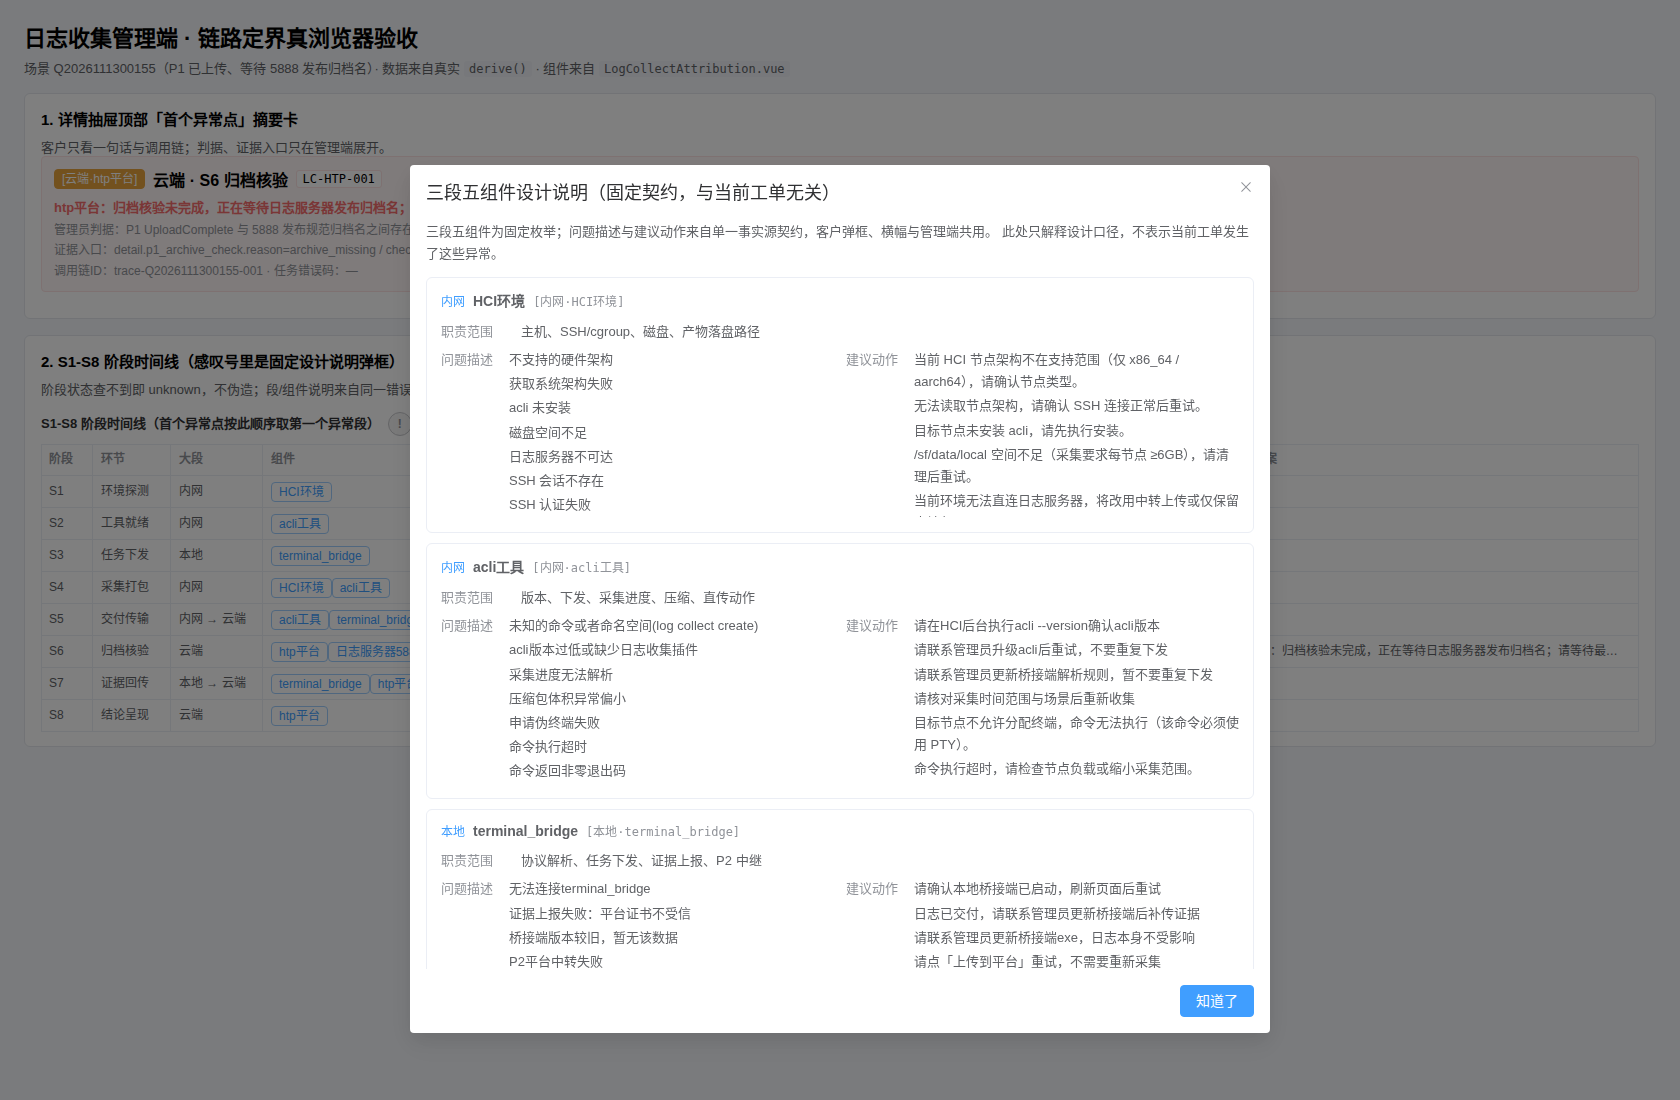 日志收集管理端 · 链路定界真浏览器验收
场景 Q2026111300155（P1 已上传、等待 5888 发布归档名）· 数据来自真实 derive() · 组件来自 LogCollectAttribution.vue
1. 详情抽屉顶部「首个异常点」摘要卡
客户只看一句话与调用链；判据、证据入口只在管理端展开。
[云端·htp平台] 云端 · S6 归档核验 LC-HTP-001
htp平台：归档核验未完成，正在等待日志服务器发布归档名；
管理员判据：P1 UploadComplete 与 5888 发布规范归档名之间存在
证据入口：detail.p1_archive_check.reason=archive_missing / chec
调用链ID：trace-Q2026111300155-001 · 任务错误码：—
2. S1-S8 阶段时间线（感叹号里是固定设计说明弹框）
阶段状态查不到即 unknown，不伪造；段/组件说明来自同一错误
S1-S8 阶段时间线（首个异常点按此顺序取第一个异常段） !
阶段 环节 大段 组件
S1 环境探测 内网 HCI环境
S2 工具就绪 内网 acli工具
S3 任务下发 本地 terminal_bridge
S4 采集打包 内网 HCI环境 acli工具
S5 交付传输 内网 → 云端 acli工具 terminal_bridg
S6 归档核验 云端 htp平台 日志服务器58 ：归档核验未完成，正在等待日志服务器发布归档名；请等待最...
S7 证据回传 本地 → 云端 terminal_bridge htp平台
S8 结论呈现 云端 htp平台
三段五组件设计说明（固定契约，与当前工单无关）
三段五组件为固定枚举；问题描述与建议动作来自单一事实源契约，客户弹框、横幅与管理端共用。 此处只解释设计口径，不表示当前工单发生
了这些异常。
内网 HCI环境 [内网·HCI环境]
职责范围 主机、SSH/cgroup、磁盘、产物落盘路径
问题描述 不支持的硬件架构
获取系统架构失败
acli 未安装
磁盘空间不足
日志服务器不可达
SSH 会话不存在
SSH 认证失败
建议动作 当前 HCI 节点架构不在支持范围（仅 x86_64 /
aarch64），请确认节点类型。
无法读取节点架构，请确认 SSH 连接正常后重试。
目标节点未安装 acli，请先执行安装。
/sf/data/local 空间不足（采集要求每节点 ≥6GB），请清
理后重试。
当前环境无法直连日志服务器，将改用中转上传或仅保留
内网 acli工具 [内网·acli工具]
职责范围 版本、下发、采集进度、压缩、直传动作
问题描述 未知的命令或者命名空间(log collect create)
acli版本过低或缺少日志收集插件
采集进度无法解析
压缩包体积异常偏小
申请伪终端失败
命令执行超时
命令返回非零退出码
建议动作 请在HCI后台执行acli --version确认acli版本
请联系管理员升级acli后重试，不要重复下发
请联系管理员更新桥接端解析规则，暂不要重复下发
请核对采集时间范围与场景后重新收集
目标节点不允许分配终端，命令无法执行（该命令必须使
用 PTY）。
命令执行超时，请检查节点负载或缩小采集范围。
本地 terminal_bridge [本地·terminal_bridge]
职责范围 协议解析、任务下发、证据上报、P2 中继
问题描述 无法连接terminal_bridge
证据上报失败：平台证书不受信
桥接端版本较旧，暂无该数据
P2平台中转失败
建议动作 请确认本地桥接端已启动，刷新页面后重试
日志已交付，请联系管理员更新桥接端后补传证据
请联系管理员更新桥接端exe，日志本身不受影响
请点「上传到平台」重试，不需要重新采集
知道了